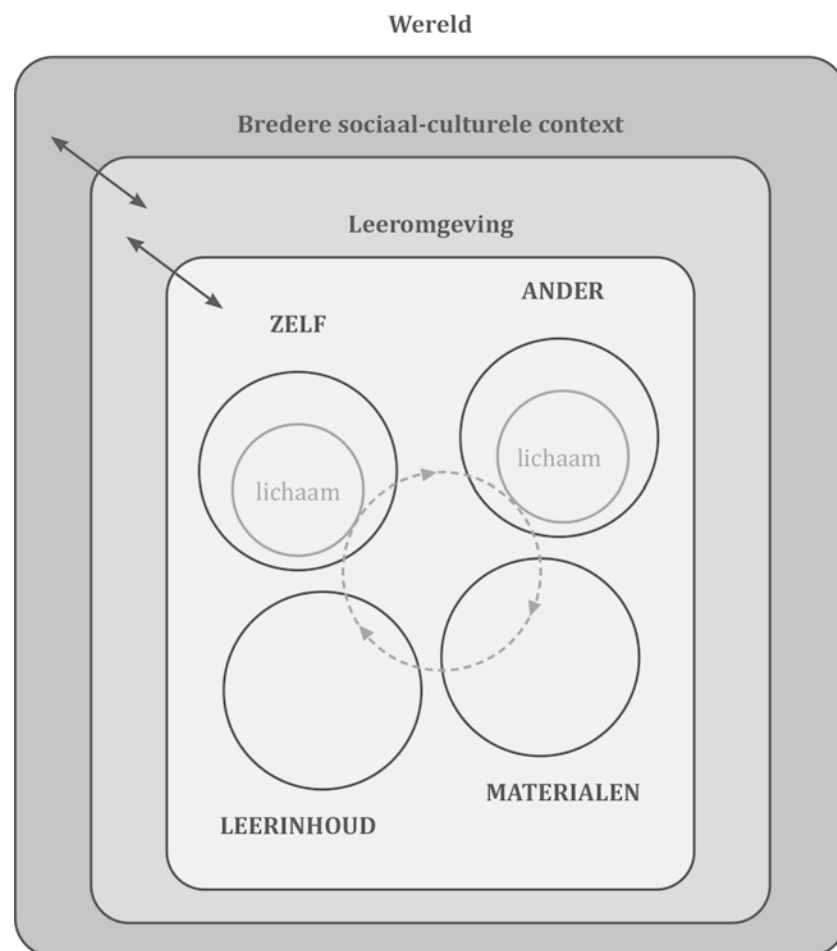 Wereld
Bredere sociaal-culturele context
Leeromgeving
ANDER
ZELF
lichaam
lichaam
MATERIALEN
LEERINHOUD